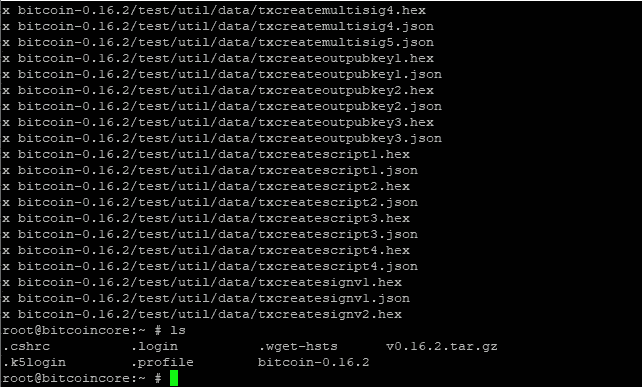 x bitcoin-0.16.2/test/util/data/txcreatemultisig4.hex
x bitcoin-0.16.2/test/util/data/txcreatemultisig4.json
x bitcoin-0.16.2/test/util/data/txcreatemultisig5.json
x bitcoin-0.16.2/test/util/data/txcreateoutpubkey1.hex
x bitcoin-0.16.2/test/util/data/txcreateoutpubkey1.json
x bitcoin-0.16.2/test/util/data/txcreateoutpubkey2.hex
x bitcoin-0.16.2/test/util/data/txcreateoutpubkey2.json
x bitcoin-0.16.2/test/util/data/txcreateoutpubkey3.hex
x bitcoin-0.16.2/test/util/data/txcreateoutpubkey3.json
x bitcoin-0.16.2/test/util/data/txcreatescript1.hex
x bitcoin-0.16.2/test/util/data/txcreatescript1.json
x bitcoin-0.16.2/test/util/data/txcreatescript2.hex
x bitcoin-0.16.2/test/util/data/txcreatescript2.json
x bitcoin-0.16.2/test/util/data/txcreatescript3.hex
x bitcoin-0.16.2/test/util/data/txcreatescript3.json
x bitcoin-0.16.2/test/util/data/txcreatescript4.hex
x bitcoin-0.16.2/test/util/data/txcreatescript4.json
x bitcoin-0.16.2/test/util/data/txcreatesignv1.hex
x bitcoin-0.16.2/test/util/data/txcreatesignv1.json
x bitcoin-0.16.2/test/util/data/txcreatesignv2.hex
root@bitcoincore:~ # ls
.cshrc .login .wget-hsts v0.16.2.tar.gz
.k5login .profile bitcoin-0.16.2
root@bitcoincore:~ #